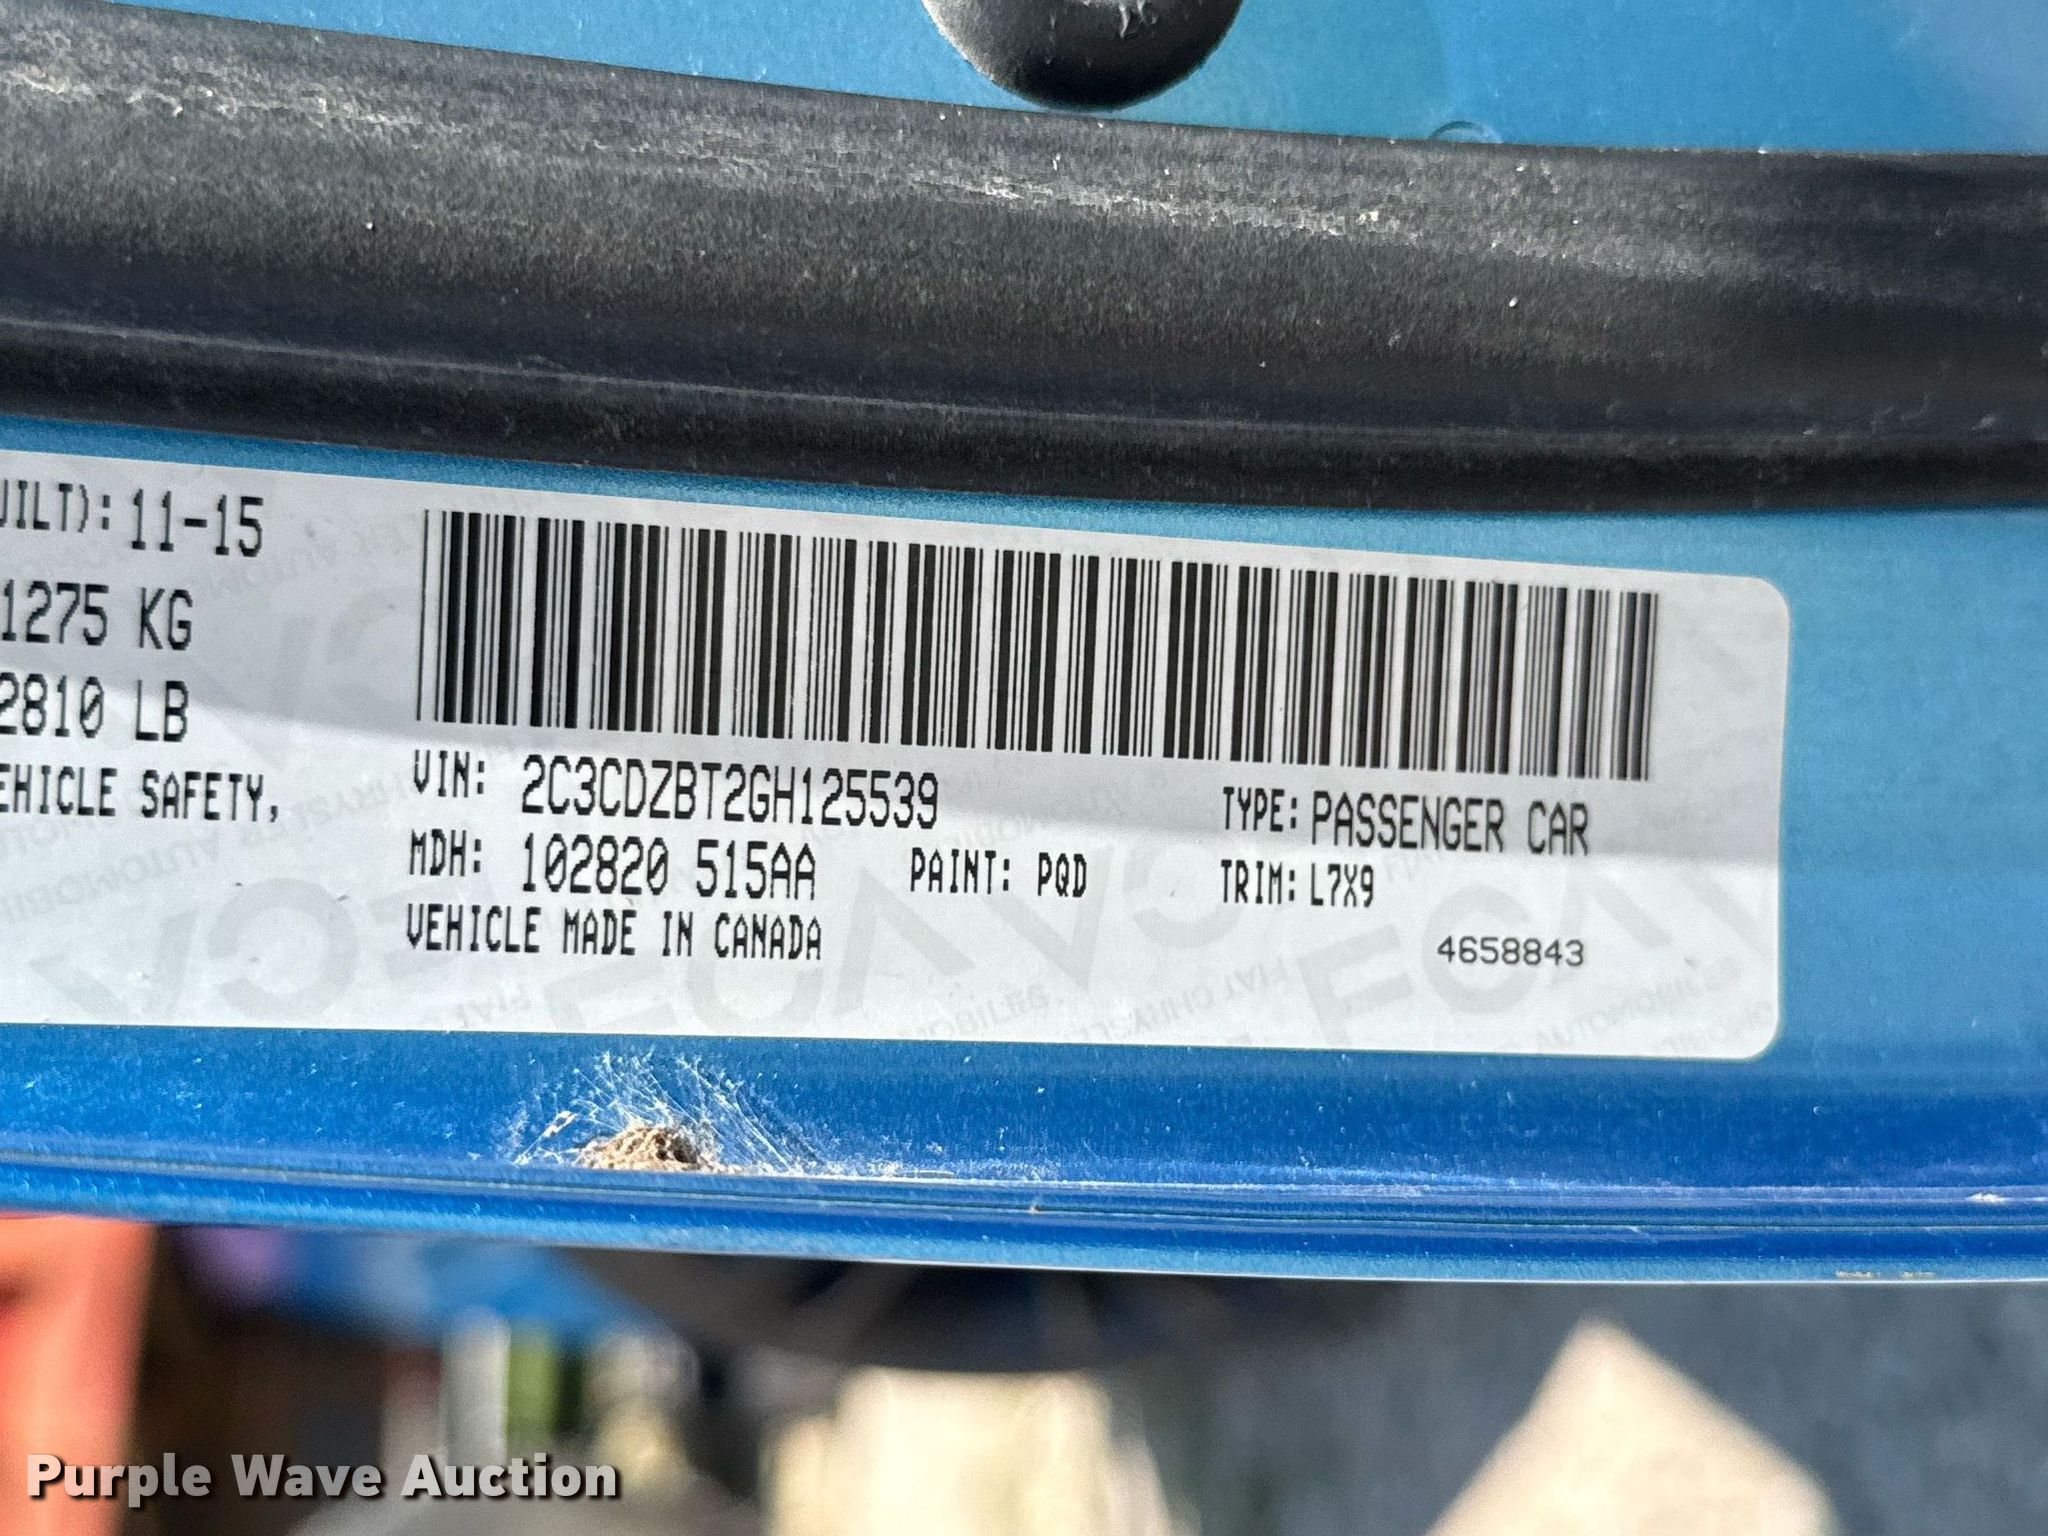 UILT): 11-15
1275 KG
2810 LB
EHICLE SAFETY,
VIN: 2C3CDZBT2GH125539
TYPE: PASSENGER CAR
MDH: 102820 515AA
PAINT: PQD
TRIM: L7X9
VEHICLE MADE IN CANADA
4658843
Purple Wave Auction